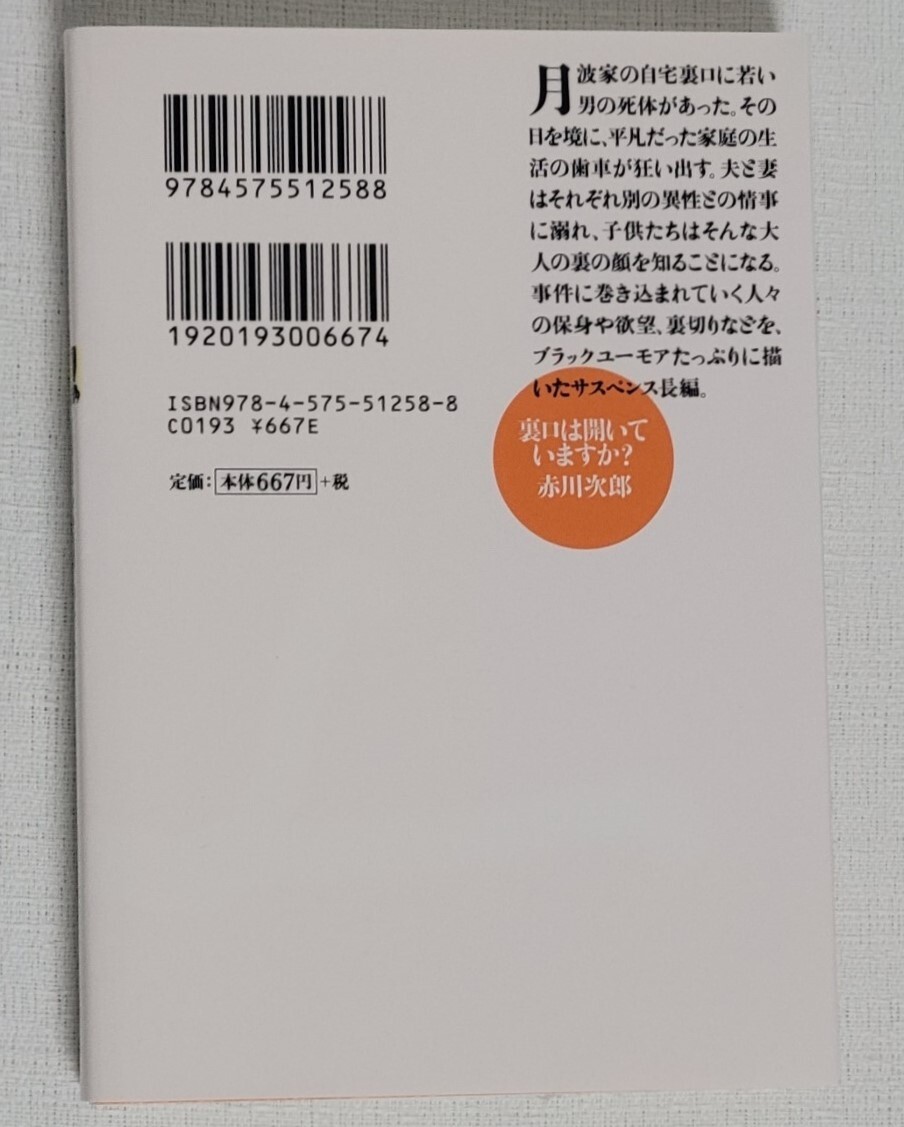 9784575512588
1920193006674
ISBN978-4-575-51258-8
C0193 ¥667E
定価：本体667円+税
月波家の自宅裏口に若い
男の死体があった。その
日を境に、平凡だった家庭の生
活の歯車が狂い出す。夫と妻
はそれぞれ別の異性との情事
に溺れ、子供たちはそんな大
人の裏の顔を知ることになる。
事件に巻き込まれていく人々
の保身や欲望、裏切りなどを、
ブラックユーモアたっぷりに描
いたサスペンス長編。
裏口は開いて
いますか？
赤川次郎